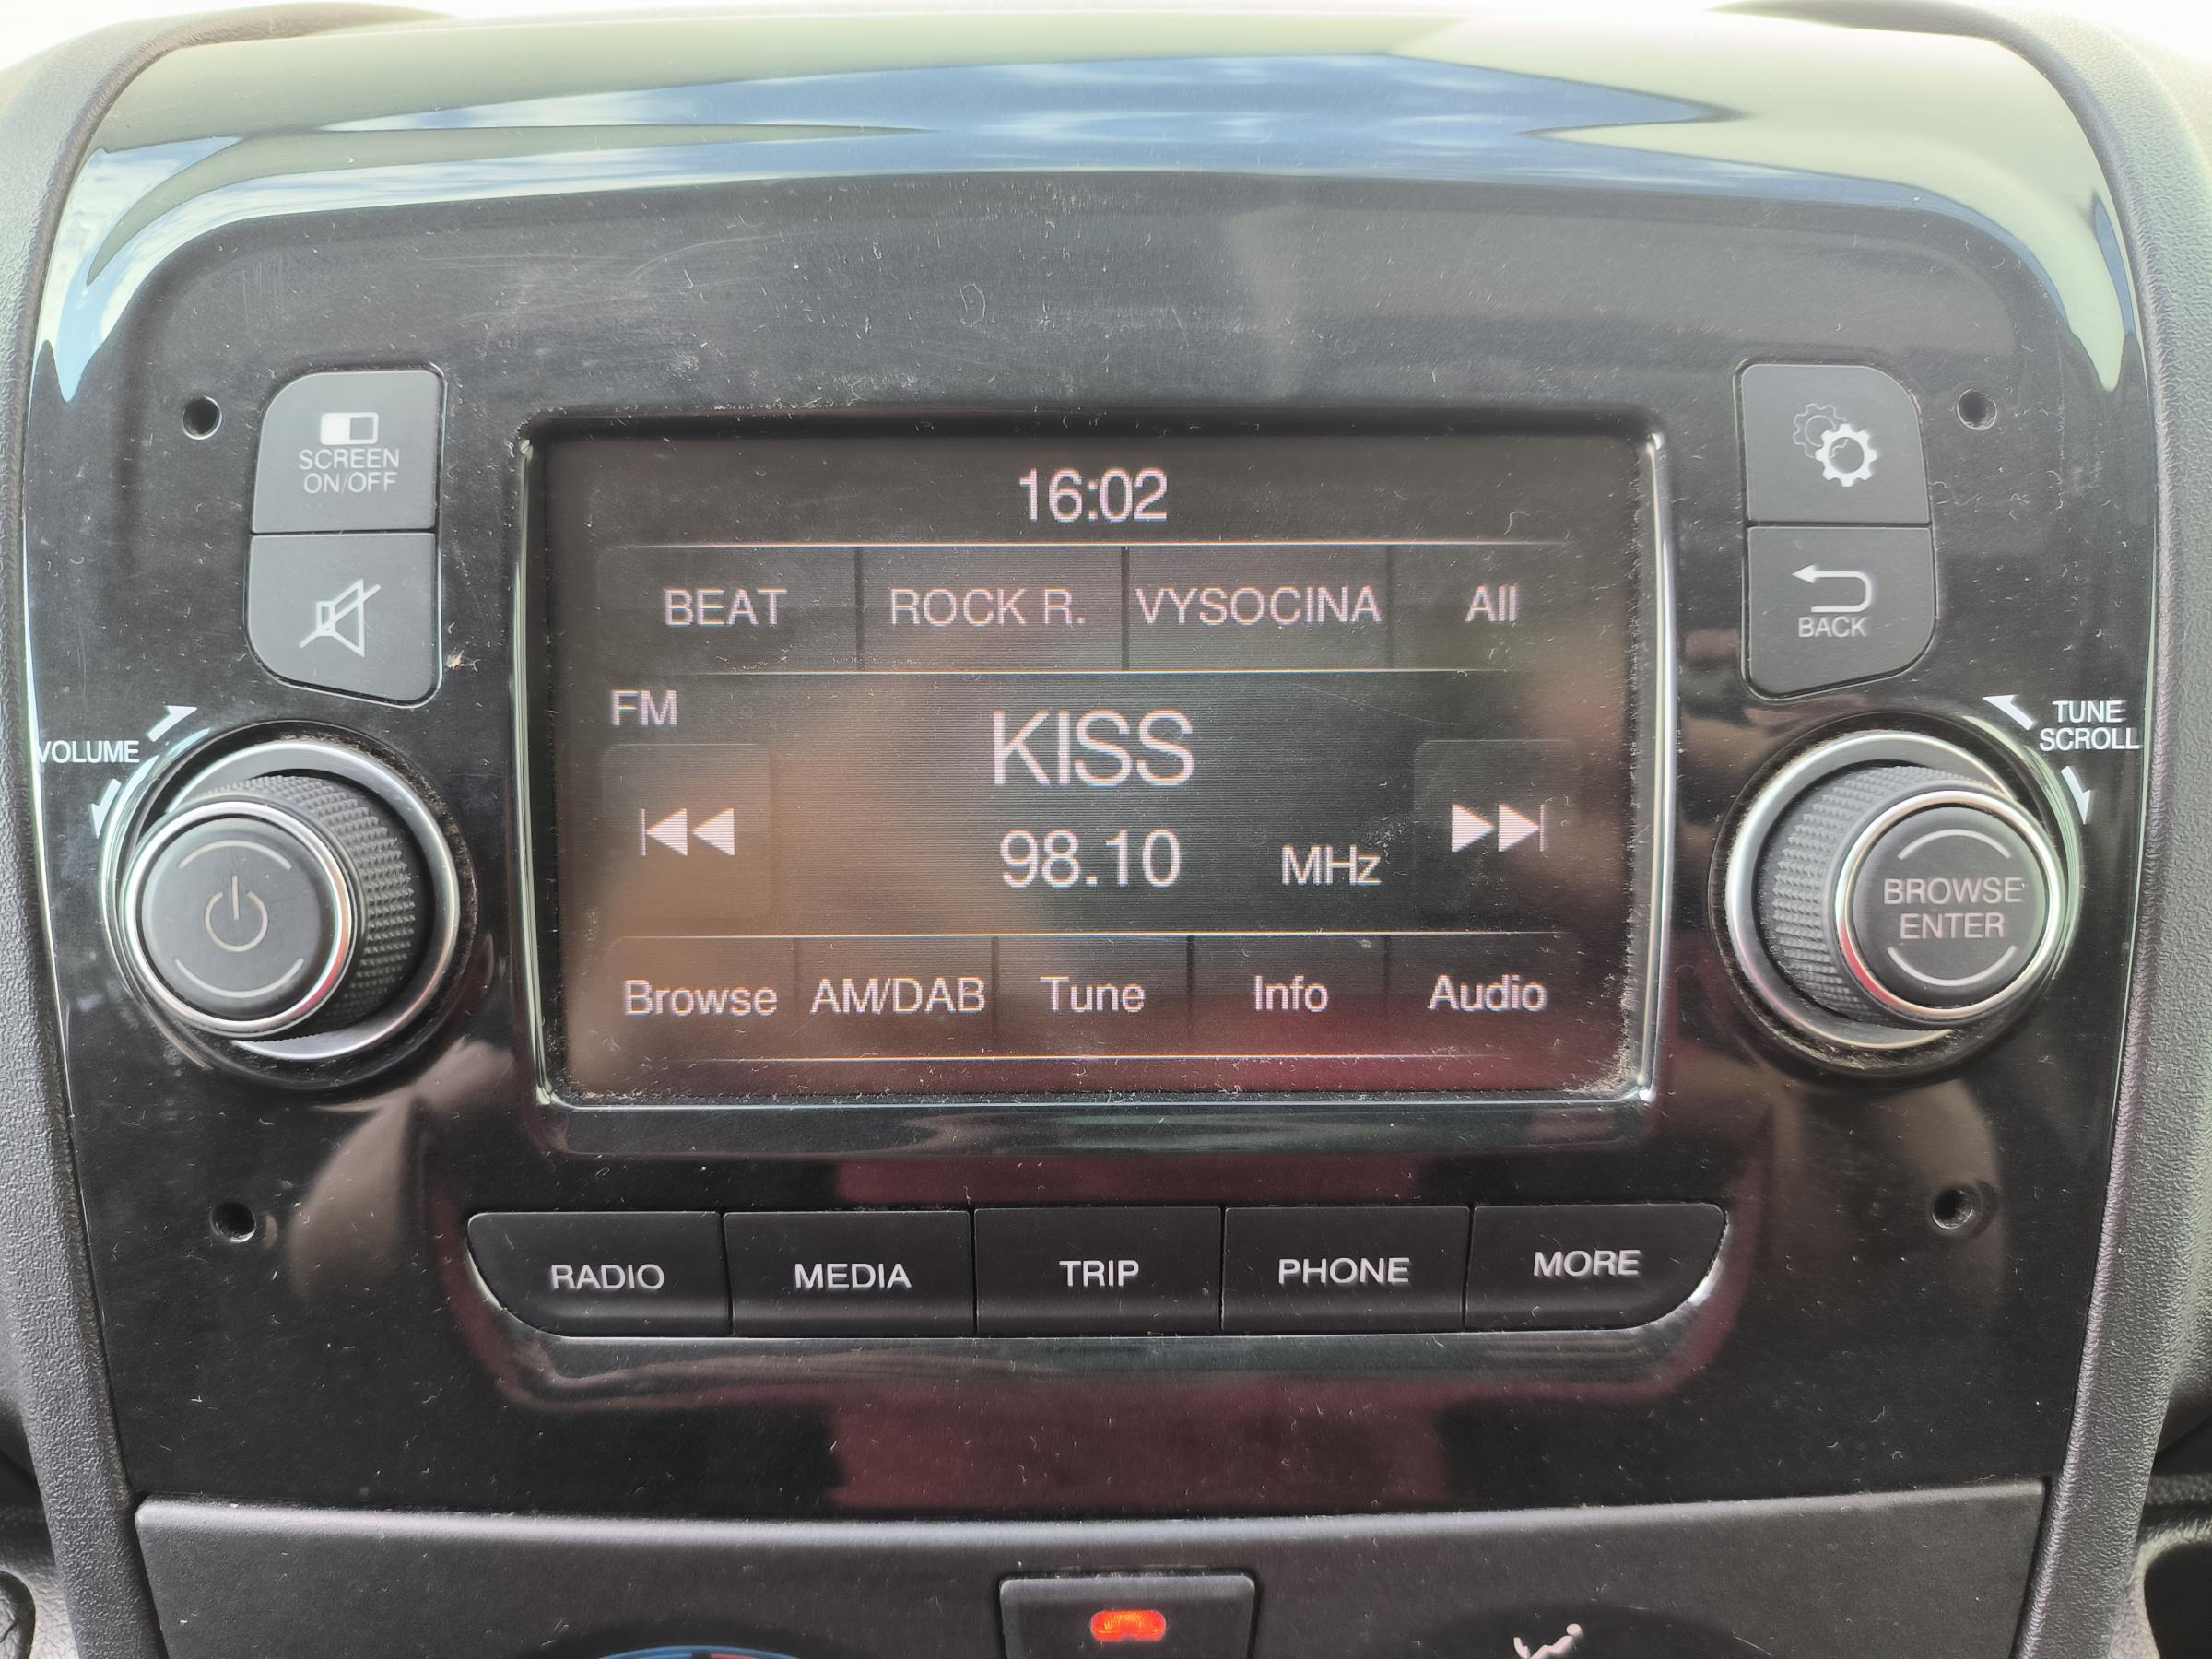 SCREEN
ON/OFF
16:02
BEAT ROCK R. VYSOCINA All
BACK
FM
KISS
VOLUME
TUNE
SCROLL
98.10 MHz
BROWSE
ENTER
Browse AM/DAB Tune Info Audio
RADIO MEDIA TRIP PHONE MORE